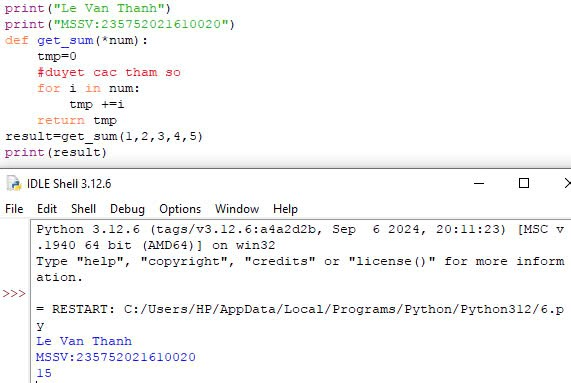 print("Le Van Thanh")
print("MSSV:235752021610020")
def get_sum(*num):
    tmp=0
    #duyet cac tham so
    for i in num:
        tmp +=i
    return tmp
result=get_sum(1,2,3,4,5)
print(result)
IDLE Shell 3.12.6
File Edit Shell Debug Options Window Help
Python 3.12.6 (tags/v3.12.6:a4a2d2b, Sep  6 2024, 20:11:23) [MSC v
.1940 64 bit (AMD64)] on win32
Type "help", "copyright", "credits" or "license()" for more inform
ation.
>>>
= RESTART: C:/Users/HP/AppData/Local/Programs/Python/Python312/6.p
y
Le Van Thanh
MSSV:235752021610020
15